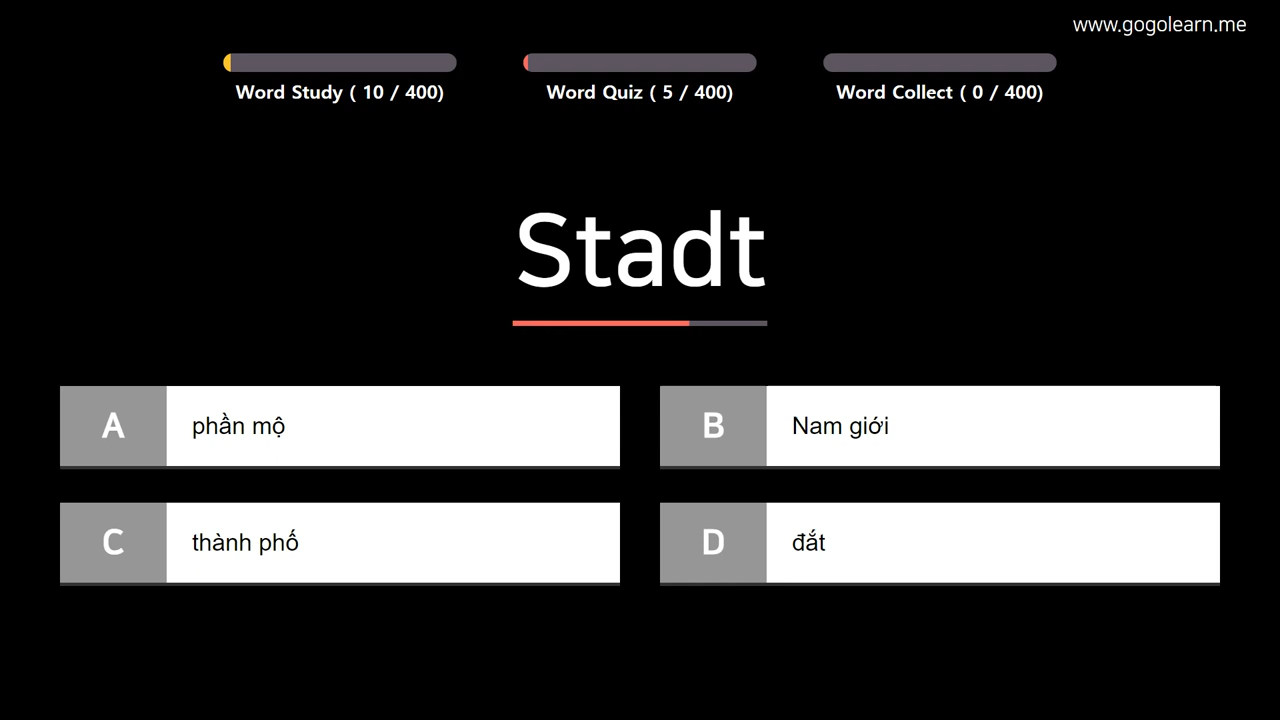 www.gogolearn.me
Word Study ( 10 / 400)
Word Quiz ( 5 / 400)
Word Collect ( 0 / 400)
Stadt
A
phần mộ
B
Nam giới
C
thành phố
D
đắt